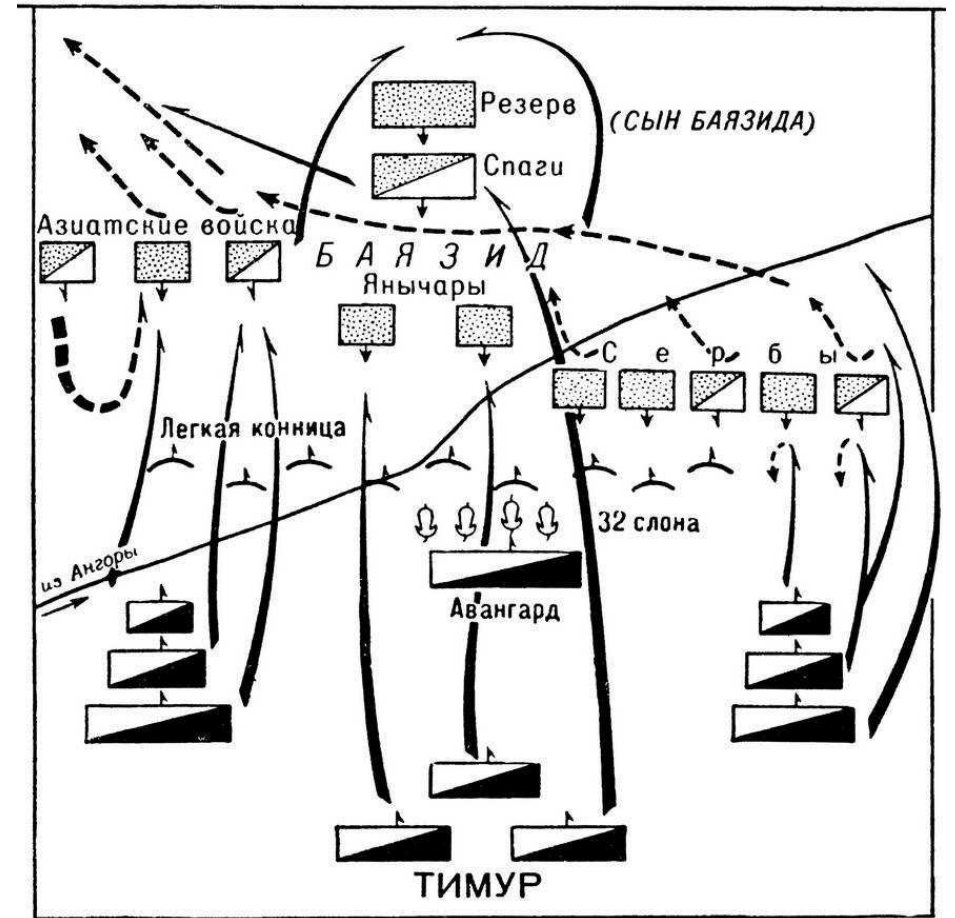 Резерв
(СЫН БАЯЗИДА)
Спаги
Азиатские войска
БАЯЗИД
Янычары
Сербы
Легкая конница
32 слона
из Ангоры
Авангард
ТИМУР